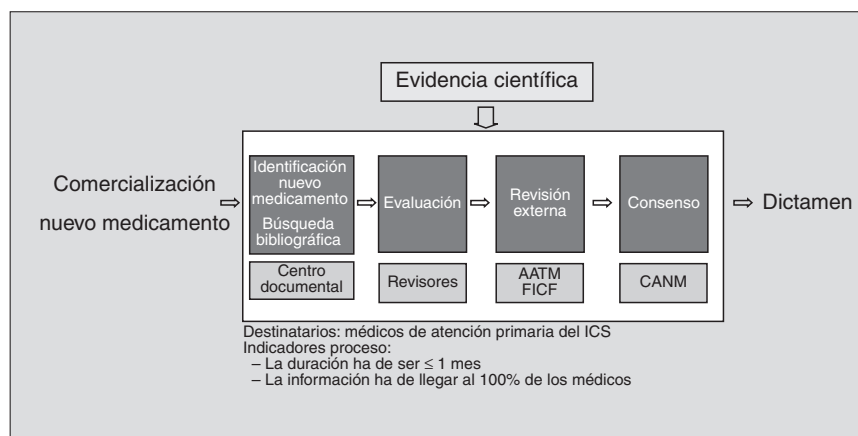 Evidencia científica
Comercialización
nuevo medicamento
Identificación
nuevo
medicamento
Búsqueda
bibliográfica
Evaluación
Revisión
externa
Consenso
Dictamen
Centro
documental
Revisores
AATM
FICF
CANM
Destinatarios: médicos de atención primaria del ICS
Indicadores proceso:
– La duración ha de ser ≤ 1 mes
– La información ha de llegar al 100% de los médicos